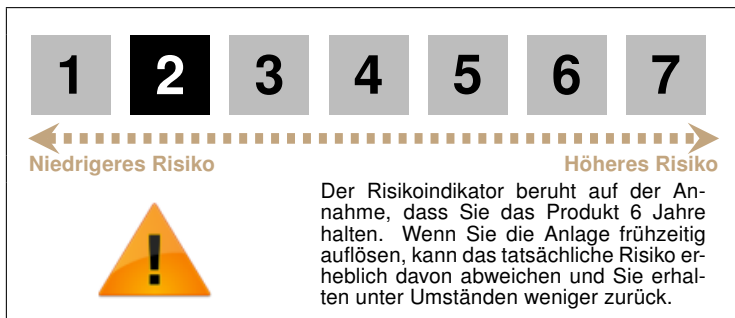 1 2 3 4 5 6 7
Niedrigeres Risiko Höheres Risiko
Der Risikoindikator beruht auf der An-
nahme, dass Sie das Produkt 6 Jahre
halten. Wenn Sie die Anlage frühzeitig
auflösen, kann das tatsächliche Risiko er-
heblich davon abweichen und Sie erhal-
ten unter Umständen weniger zurück.
!